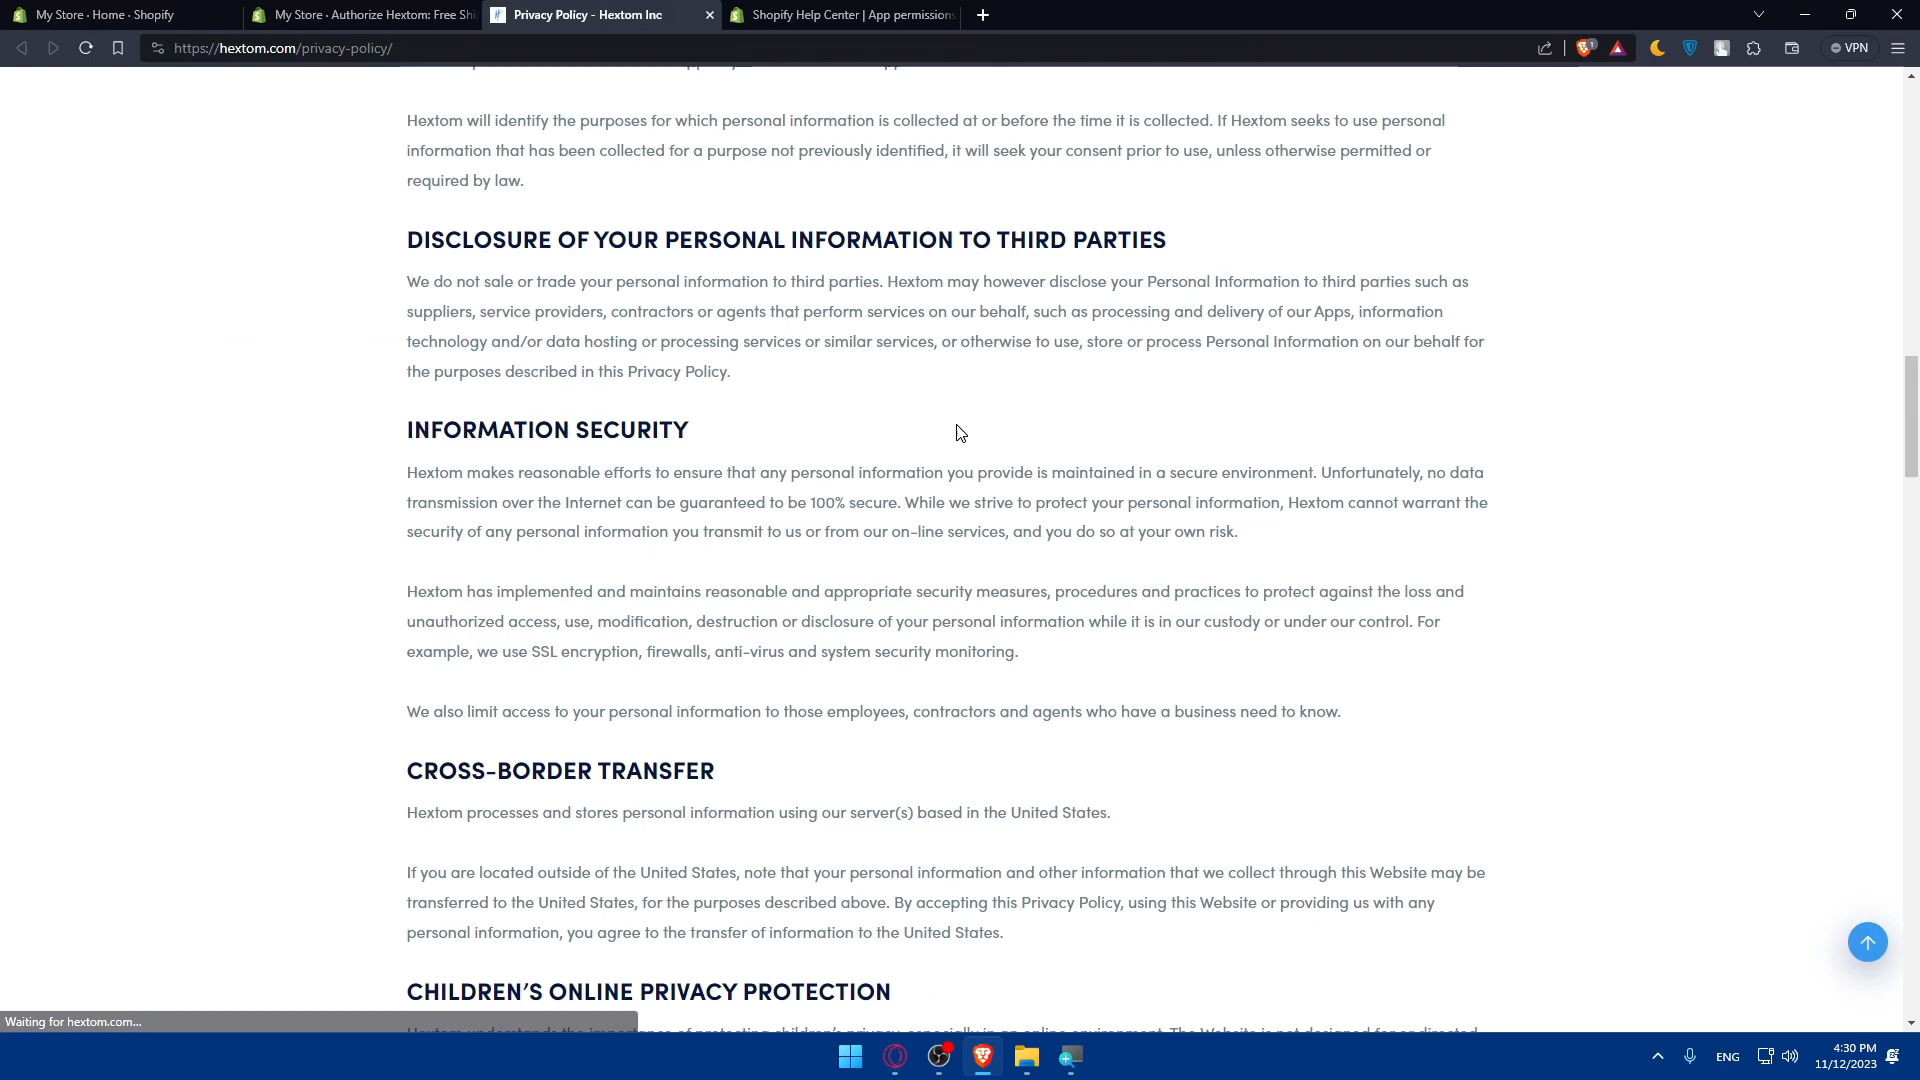 My Store · Home · Shopify
My Store · Authorize Hextom: Free Shi
Privacy Policy - Hextom Inc
Shopify Help Center | App permissions
https://hextom.com/privacy-policy/
1
VPN
Hextom will identify the purposes for which personal information is collected at or before the time it is collected. If Hextom seeks to use personal
information that has been collected for a purpose not previously identified, it will seek your consent prior to use, unless otherwise permitted or
required by law.
DISCLOSURE OF YOUR PERSONAL INFORMATION TO THIRD PARTIES
We do not sale or trade your personal information to third parties. Hextom may however disclose your Personal Information to third parties such as
suppliers, service providers, contractors or agents that perform services on our behalf, such as processing and delivery of our Apps, information
technology and/or data hosting or processing services or similar services, or otherwise to use, store or process Personal Information on our behalf for
the purposes described in this Privacy Policy.
INFORMATION SECURITY
Hextom makes reasonable efforts to ensure that any personal information you provide is maintained in a secure environment. Unfortunately, no data
transmission over the Internet can be guaranteed to be 100% secure. While we strive to protect your personal information, Hextom cannot warrant the
security of any personal information you transmit to us or from our on-line services, and you do so at your own risk.
Hextom has implemented and maintains reasonable and appropriate security measures, procedures and practices to protect against the loss and
unauthorized access, use, modification, destruction or disclosure of your personal information while it is in our custody or under our control. For
example, we use SSL encryption, firewalls, anti-virus and system security monitoring.
We also limit access to your personal information to those employees, contractors and agents who have a business need to know.
CROSS-BORDER TRANSFER
Hextom processes and stores personal information using our server(s) based in the United States.
If you are located outside of the United States, note that your personal information and other information that we collect through this Website may be
transferred to the United States, for the purposes described above. By accepting this Privacy Policy, using this Website or providing us with any
personal information, you agree to the transfer of information to the United States.
CHILDREN'S ONLINE PRIVACY PROTECTION
Waiting for hextom.com...
ENG
4:30 PM
11/12/2023